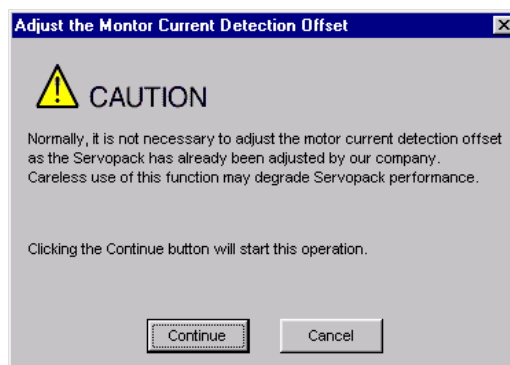 Adjust the Montor Current Detection Offset
CAUTION
Normally, it is not necessary to adjust the motor current detection offset
as the Servopack has already been adjusted by our company.
Careless use of this function may degrade Servopack performance.
Clicking the Continue button will start this operation.
Continue Cancel